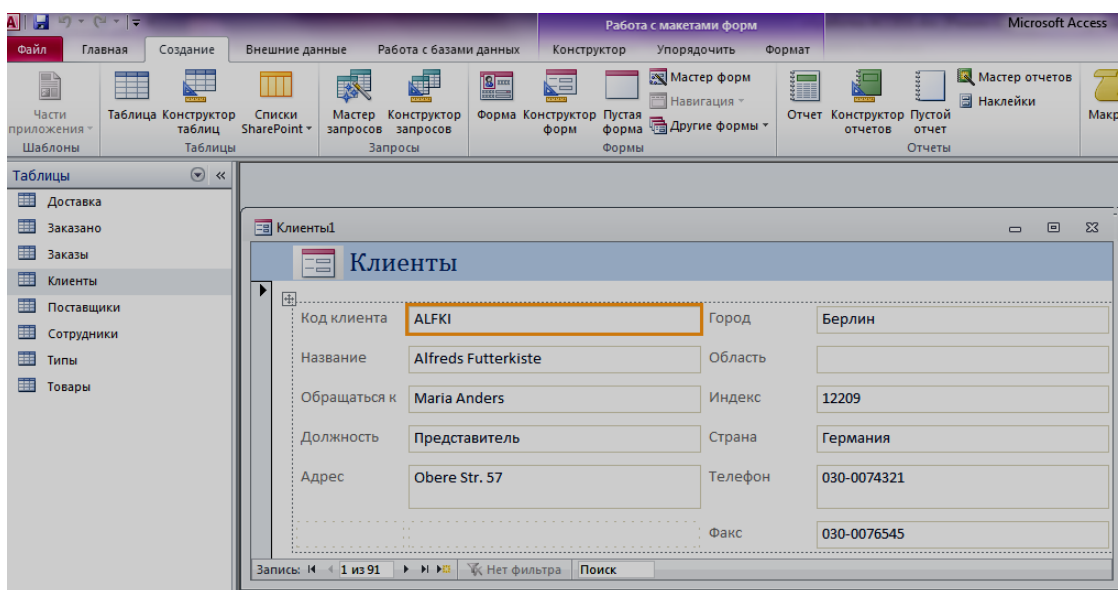 Работа с макетами форм
Microsoft Access
Файл Главная Создание Внешние данные Работа с базами данных Конструктор Упорядочить Формат
Части приложения
Таблица
Конструктор таблиц
Списки SharePoint
Мастер запросов
Конструктор запросов
Форма
Конструктор форм
Пустая форма
Мастер форм
Навигация
Другие формы
Отчет
Конструктор отчетов
Пустой отчет
Мастер отчетов
Наклейки
Шаблоны Таблицы Запросы Формы Отчеты
Таблицы
Доставка
Заказано
Заказы
Клиенты
Поставщики
Сотрудники
Типы
Товары
Клиенты1
Клиенты
Код клиента ALFKI Город Берлин
Название Alfreds Futterkiste Область
Обращаться к Maria Anders Индекс 12209
Должность Представитель Страна Германия
Адрес Obere Str. 57 Телефон 030-0074321
Факс 030-0076545
Запись: 1 из 91 Нет фильтра Поиск